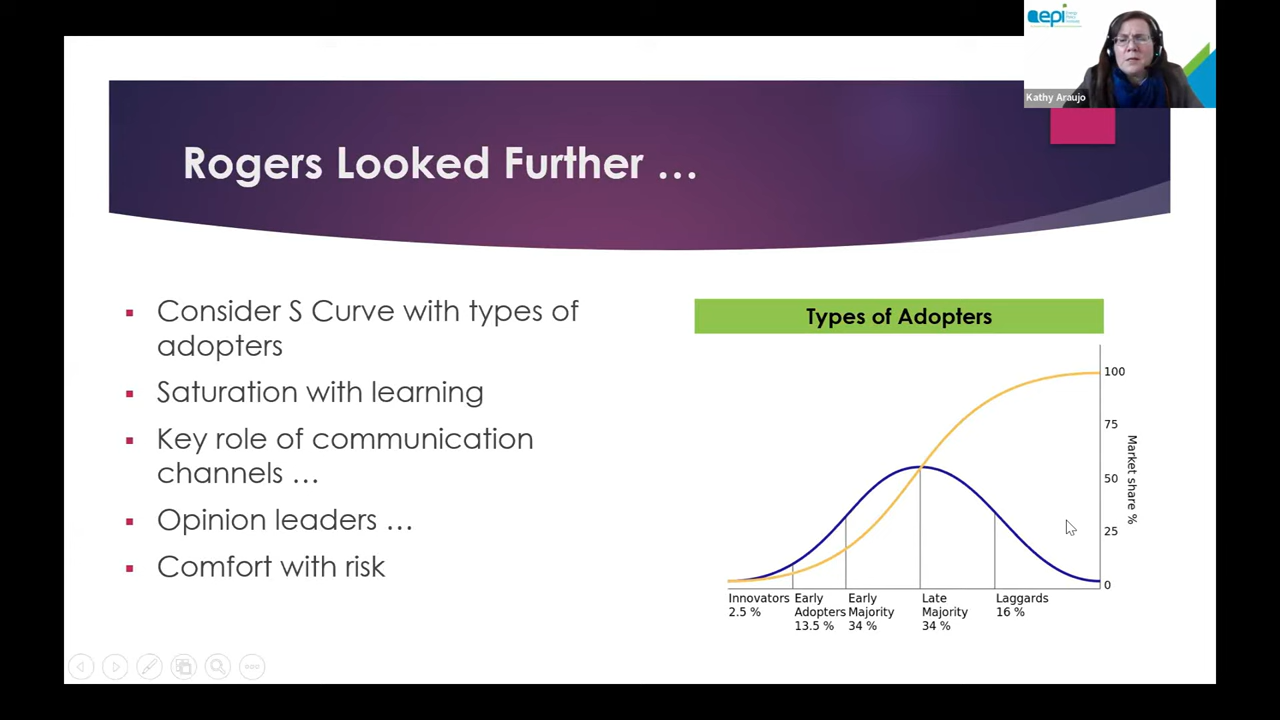 epi
Kathy Araujo
Rogers Looked Further …
Consider S Curve with types of
adopters
Saturation with learning
Key role of communication
channels …
Opinion leaders …
Comfort with risk
Types of Adopters
100
75
50
25
0
Market share %
Innovators
2.5 %
Early
Adopters
13.5 %
Early
Majority
34 %
Late
Majority
34 %
Laggards
16 %